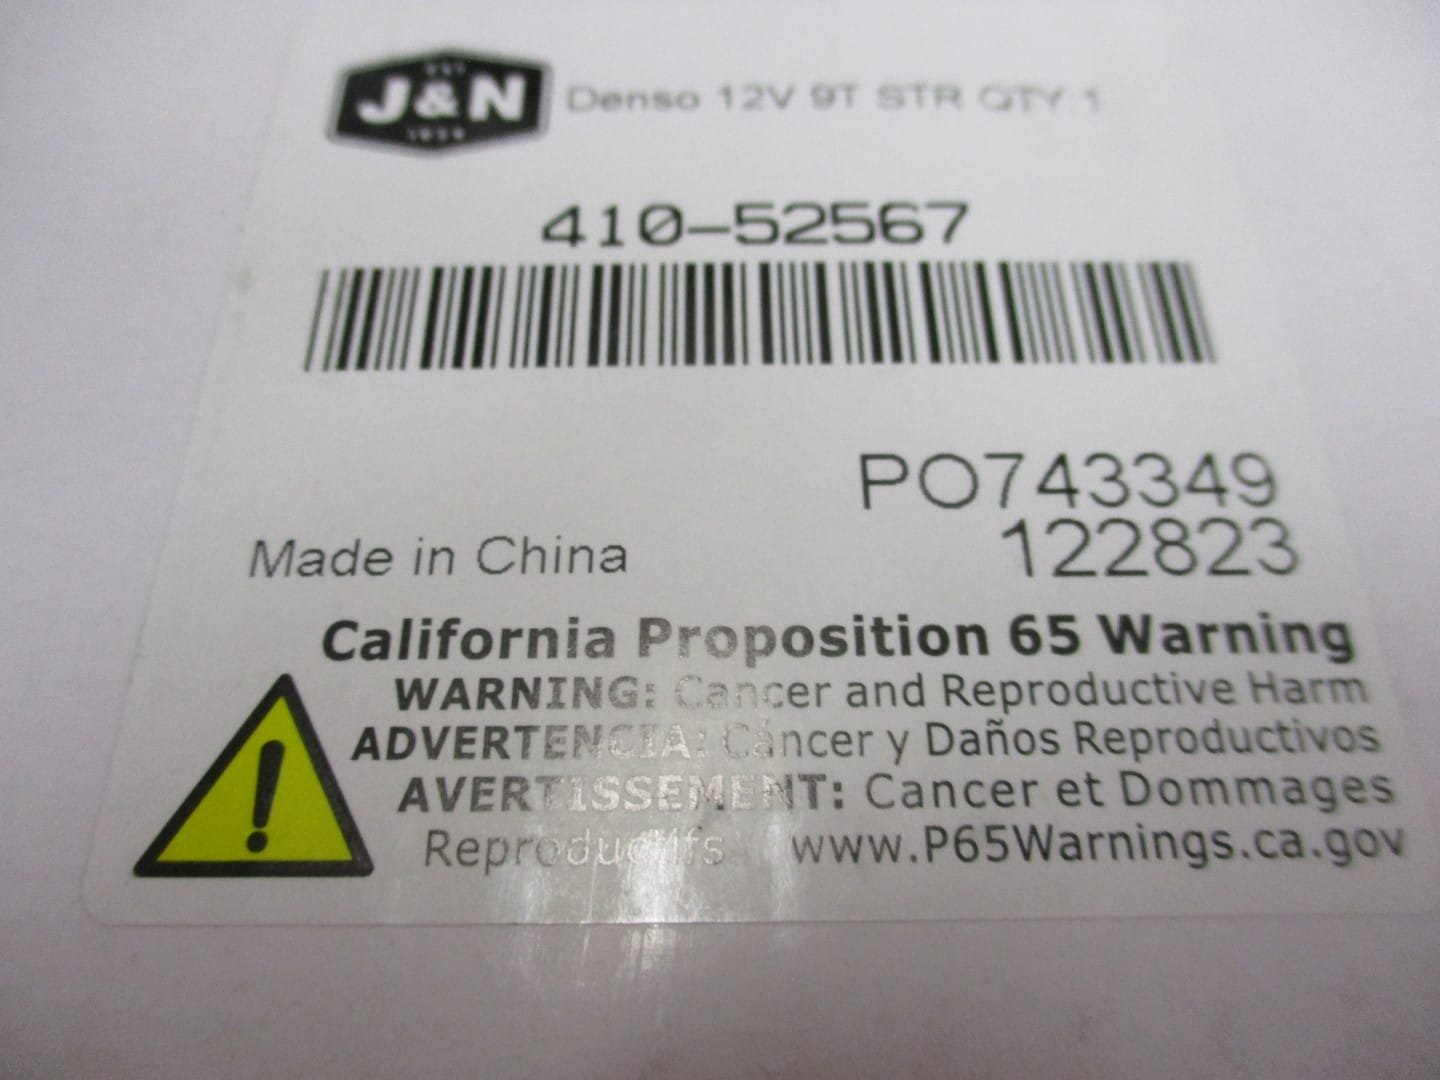 J&N Denso 12V 9T STR QTY 1
410-52567
PO743349
Made in China 122823
California Proposition 65 Warning
WARNING: Cancer and Reproductive Harm
ADVERTENCIA: Cáncer y Daños Reproductivos
AVERTISSEMENT: Cancer et Dommages
Reproductifs www.P65Warnings.ca.gov